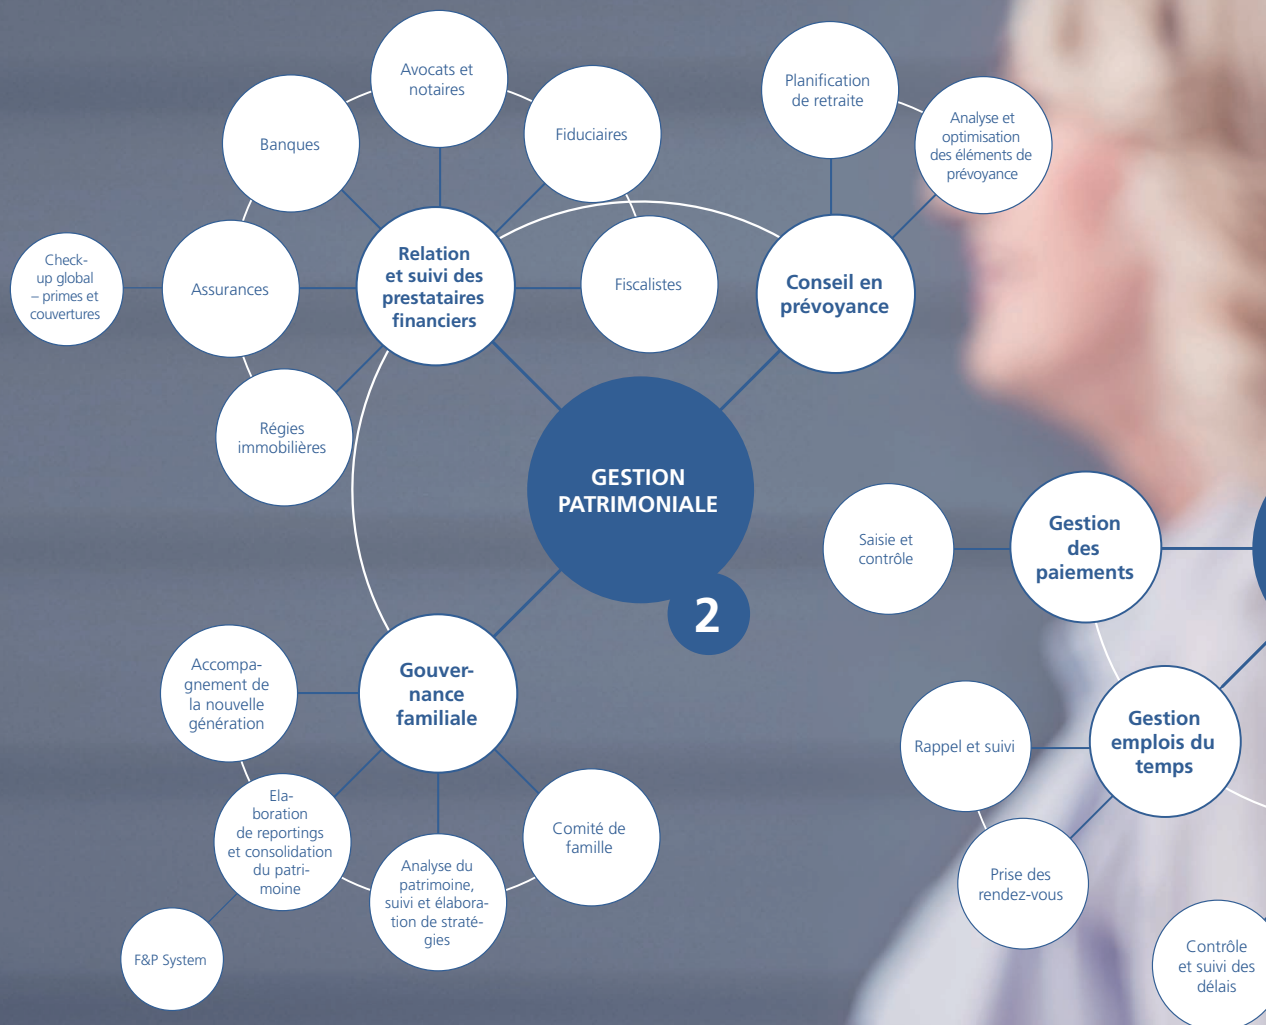 Avocats et
notaires
Banques
Fiduciaires
Planification
de retraite
Analyse et
optimisation
des éléments de
prévoyance
Check-
up global
– primes et
couvertures
Assurances
Relation
et suivi des
prestataires
financiers
Fiscalistes
Conseil en
prévoyance
Régies
immobilières
GESTION
PATRIMONIALE
2
Saisie et
contrôle
Gestion
des
paiements
Accompa-
gnement de
la nouvelle
génération
Gouver-
nance
familiale
Rappel et suivi
Gestion
emplois du
temps
Ela-
boration
de reportings
et consolidation
du patri-
moine
Analyse du
patrimoine,
suivi et élabora-
tion de straté-
gies
Comité de
famille
Prise des
rendez-vous
F&P System
Contrôle
et suivi des
délais